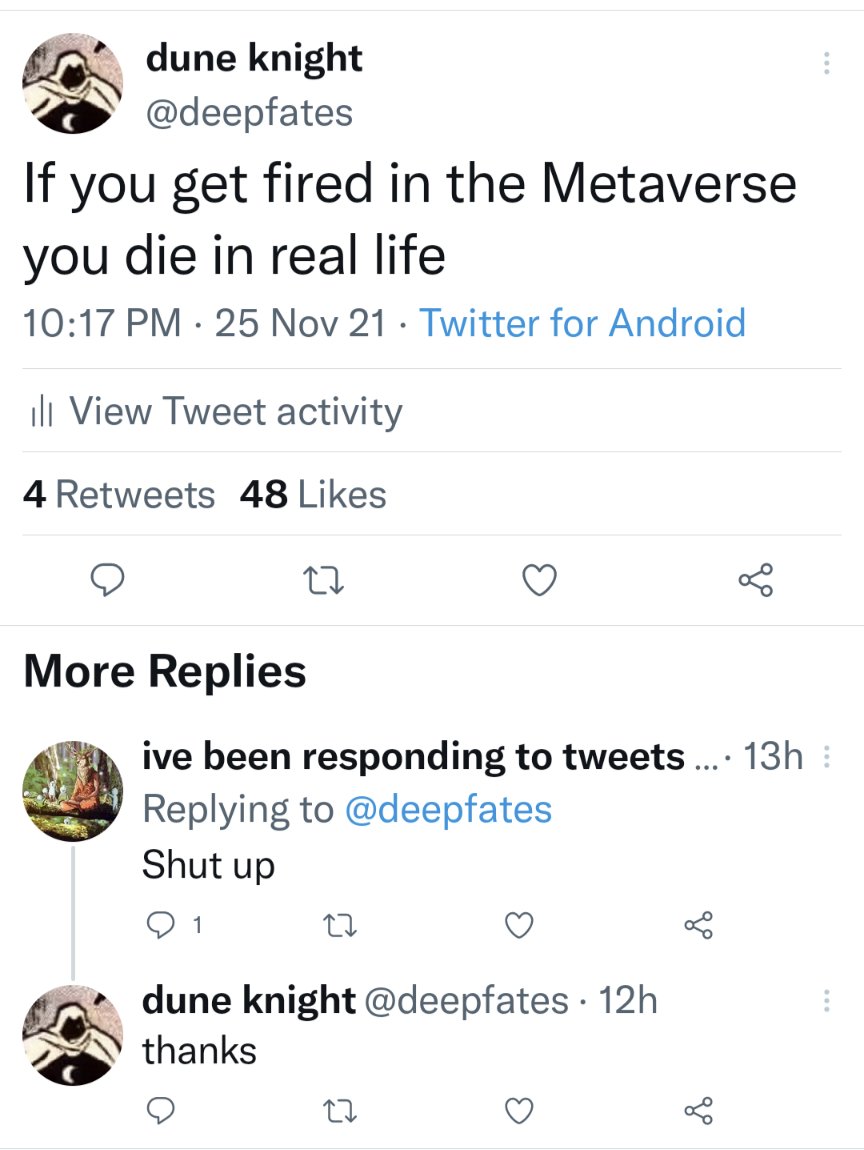 dune knight
@deepfates
If you get fired in the Metaverse
you die in real life
10:17 PM · 25 Nov 21 · Twitter for Android
View Tweet activity
4 Retweets 48 Likes
More Replies
ive been responding to tweets ... · 13h
Replying to @deepfates
Shut up
1
dune knight @deepfates · 12h
thanks